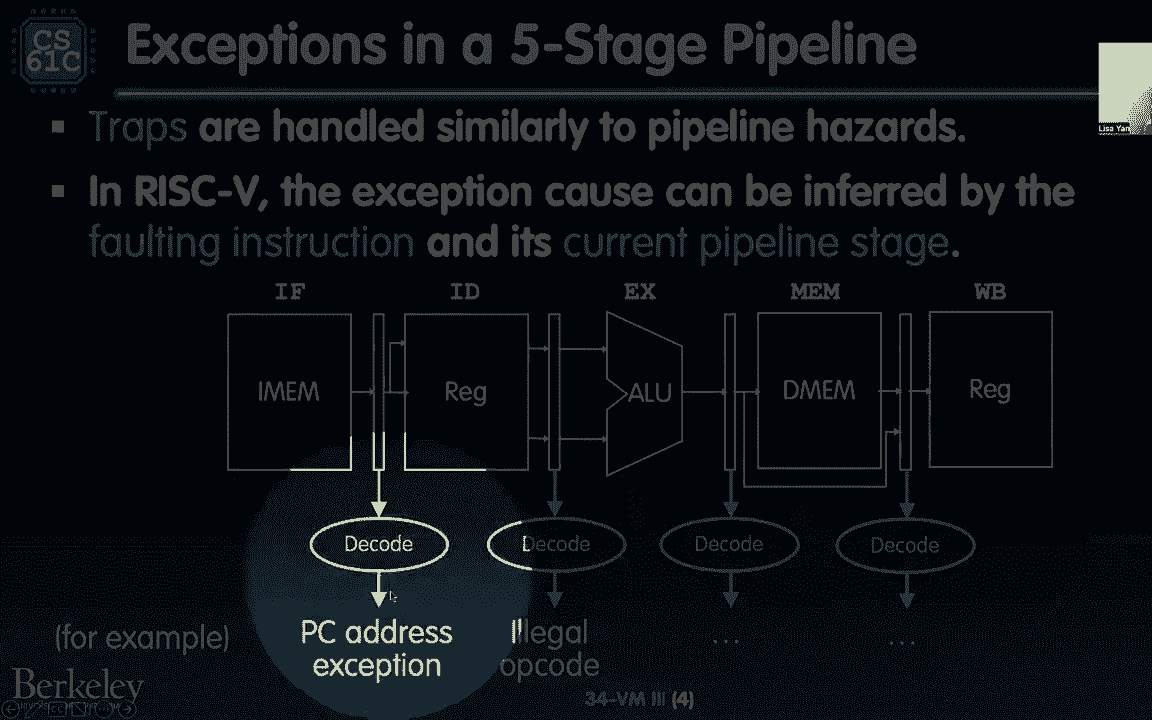 CS
61C
Exceptions in a 5-Stage Pipeline
Traps are handled similarly to pipeline hazards.
In RISC-V, the exception cause can be inferred by the
faulting instruction and its current pipeline stage.
IF ID EX MEM WB
IMEM Reg ALU DMEM Reg
Decode Decode Decode Decode
(for example) PC address exception Illegal opcode ... ...
Berkeley
34-VM III (4)
Lisa Yan